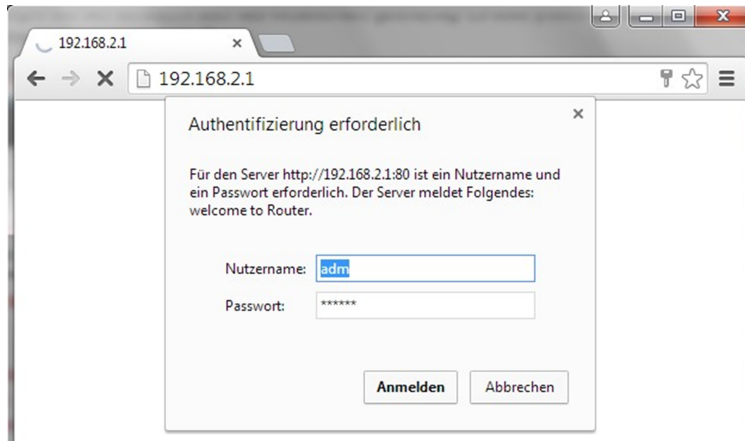 192.168.2.1
192.168.2.1
Authentifizierung erforderlich
Für den Server http://192.168.2.1:80 ist ein Nutzername und
ein Passwort erforderlich. Der Server meldet Folgendes:
welcome to Router.
Nutzername: adm
Passwort: ******
Anmelden Abbrechen